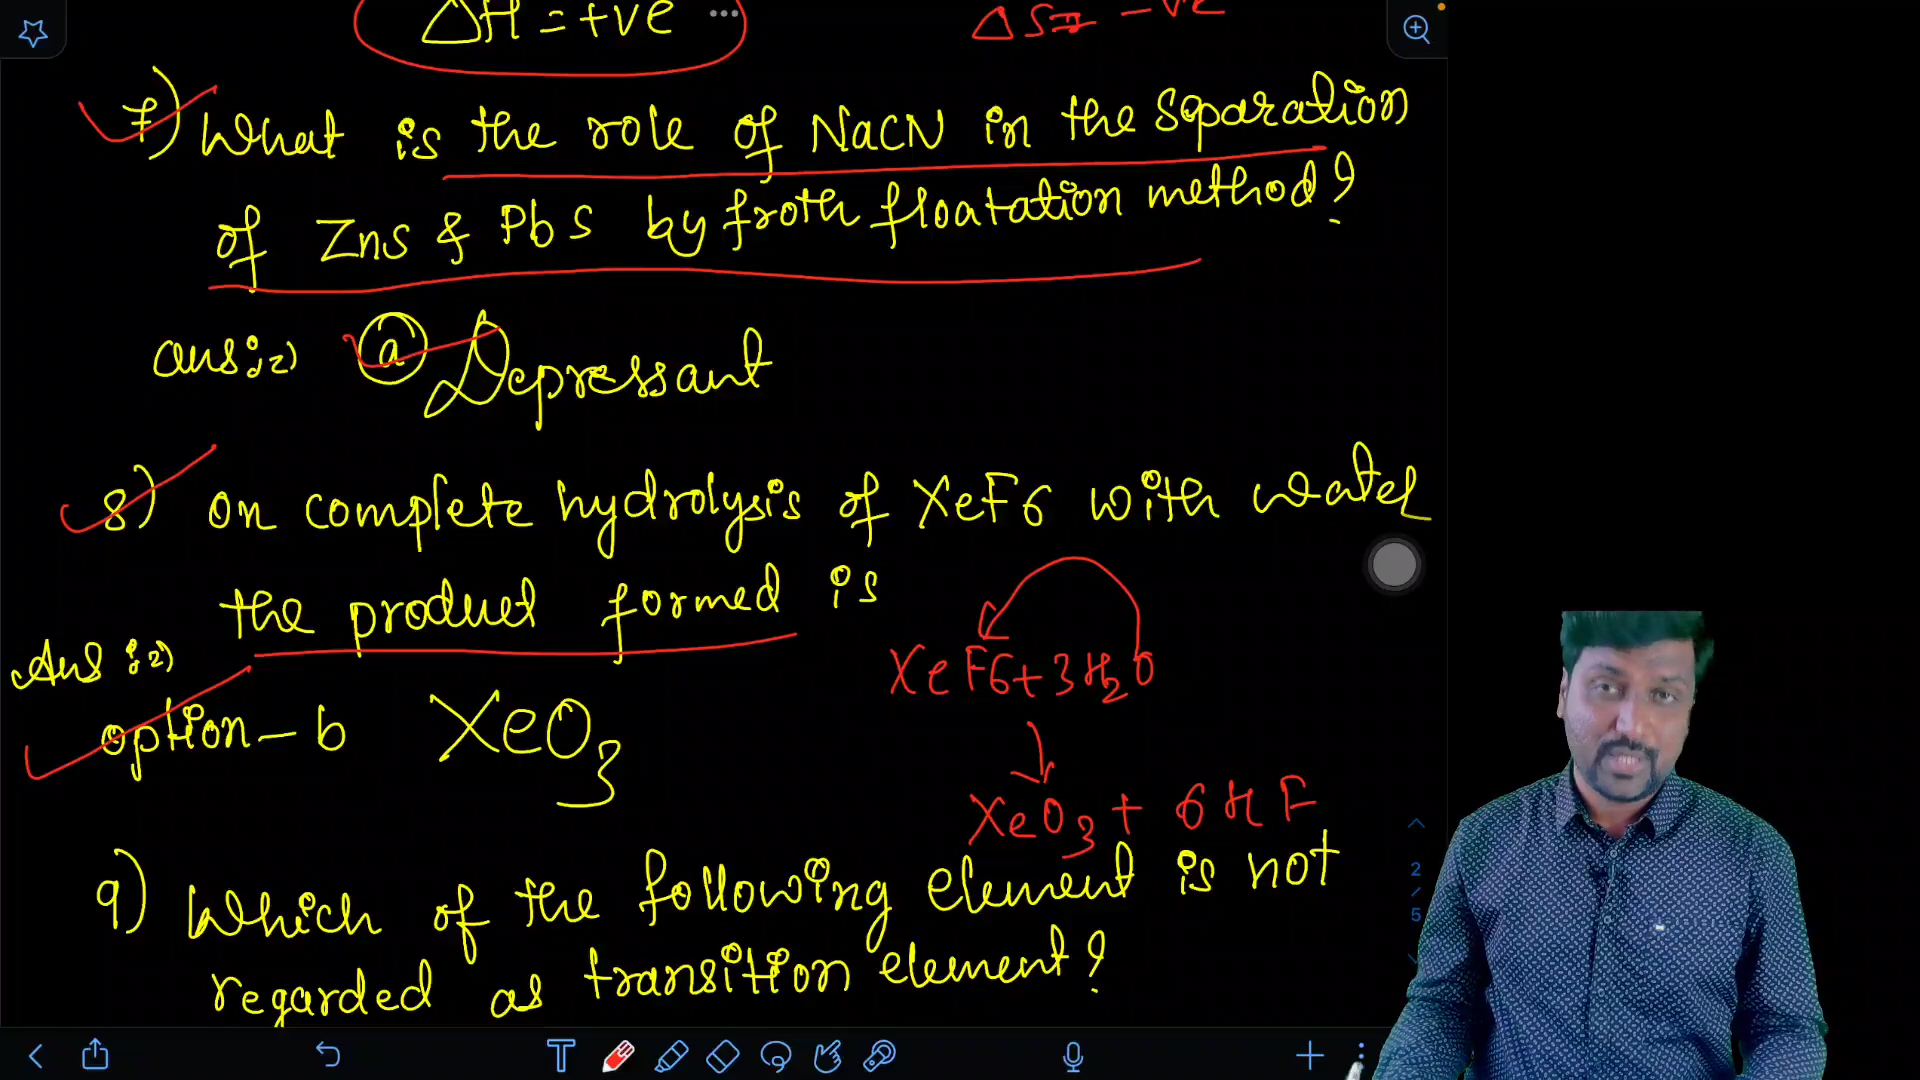 ΔH = +ve
ΔS = -ve
7) What is the role of NaCN in the separation
of ZnS & PbS by froth floatation method?
Ans:⇒ (a) Depressant
8) on complete hydrolysis of XeF6 with water
the product formed is
XeF6 + 3H₂O
Ans:⇒
option - b XeO₃
XeO₃ + 6HF
9) Which of the following element is not
regarded as transition element?
2
/
5
T